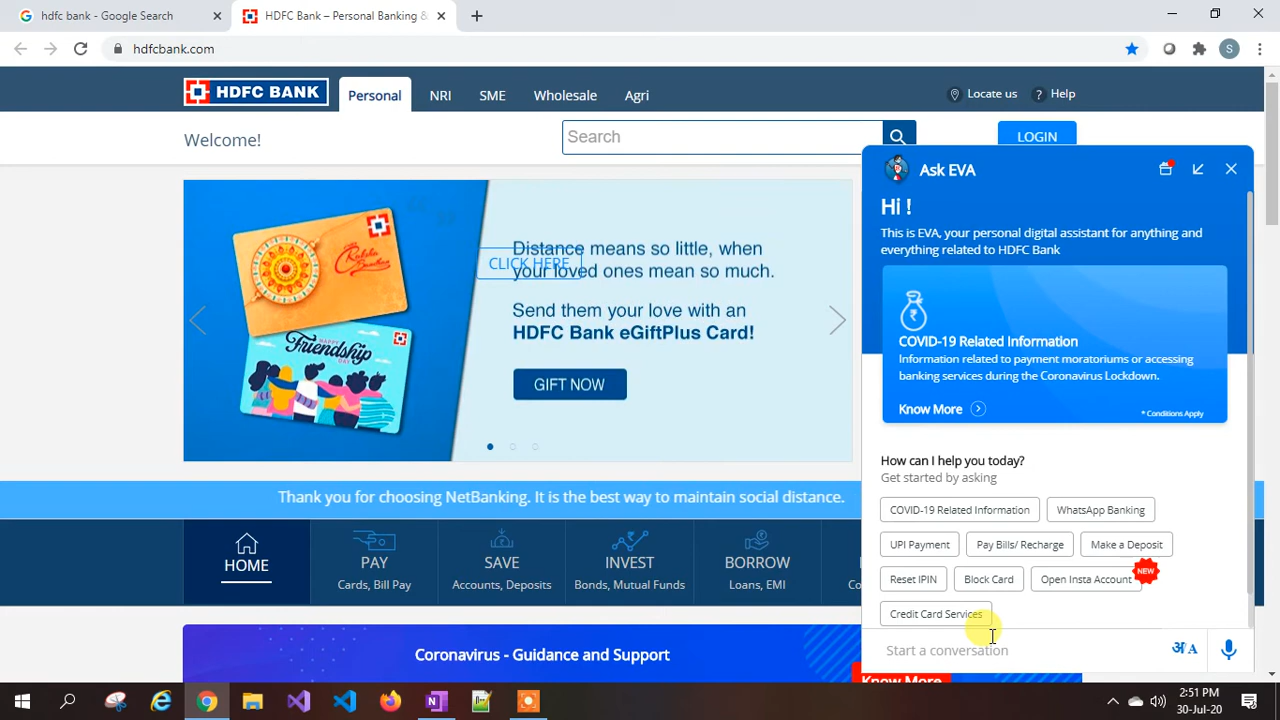 hdfc bank - Google Search
HDFC Bank – Personal Banking &
hdfcbank.com
S
HDFC BANK
Personal
NRI
SME
Wholesale
Agri
Locate us
? Help
Welcome!
Search
LOGIN
Raksha Bandhan
HAPPY
Friendship
DAY
Distance means so little, when
CLICK HERE
your loved ones mean so much.
Send them your love with an
HDFC Bank eGiftPlus Card!
GIFT NOW
Thank you for choosing NetBanking. It is the best way to maintain social distance.
HOME
PAY
Cards, Bill Pay
SAVE
Accounts, Deposits
INVEST
Bonds, Mutual Funds
BORROW
Loans, EMI
Coronavirus - Guidance and Support
Know More
Ask EVA
Hi !
This is EVA, your personal digital assistant for anything and
everything related to HDFC Bank
₹
COVID-19 Related Information
Information related to payment moratoriums or accessing
banking services during the Coronavirus Lockdown.
Know More
* Conditions Apply
How can I help you today?
Get started by asking
COVID-19 Related Information
WhatsApp Banking
UPI Payment
Pay Bills/ Recharge
Make a Deposit
Reset IPIN
Block Card
Open Insta Account
NEW
Credit Card Services
Start a conversation
अA
2:51 PM
30-Jul-20